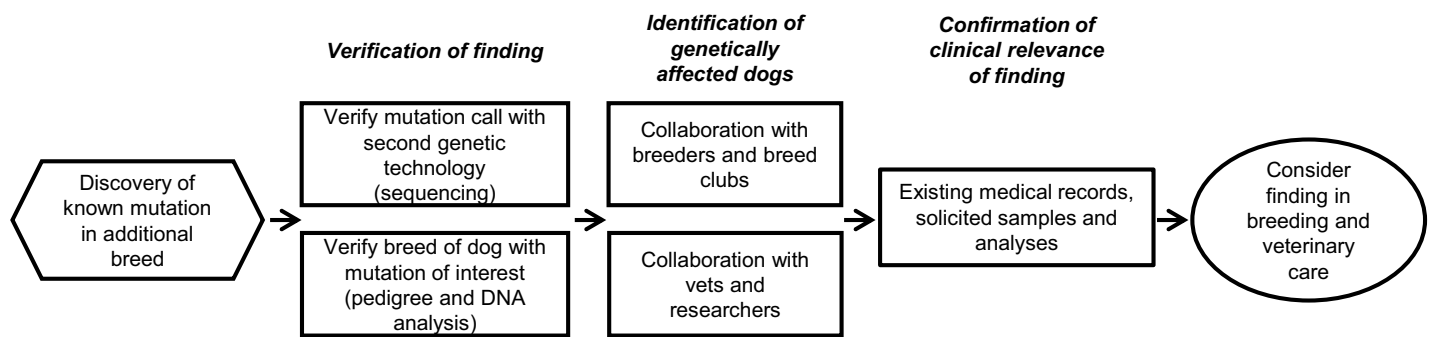 Verification of finding
Identification of
genetically
affected dogs
Confirmation of
clinical relevance
of finding
Discovery of
known mutation
in additional
breed
Verify mutation call with
second genetic
technology
(sequencing)
Verify breed of dog with
mutation of interest
(pedigree and DNA
analysis)
Collaboration with
breeders and breed
clubs
Collaboration with
vets and
researchers
Existing medical records,
solicited samples and
analyses
Consider
finding in
breeding and
veterinary
care